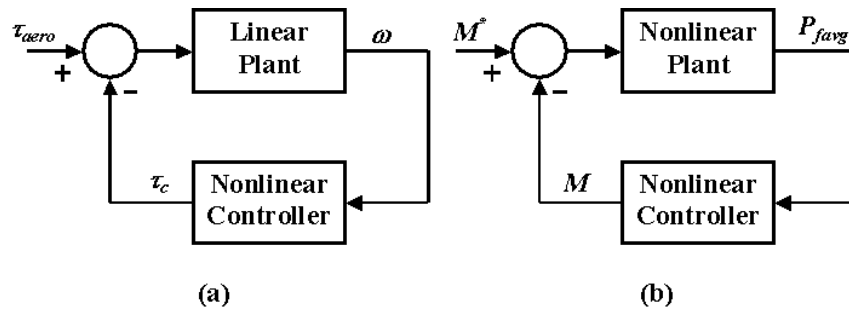 τaero
+
−
Linear
Plant
ω
τc
Nonlinear
Controller
(a)
M*
+
−
Nonlinear
Plant
Pfavg
M
Nonlinear
Controller
(b)